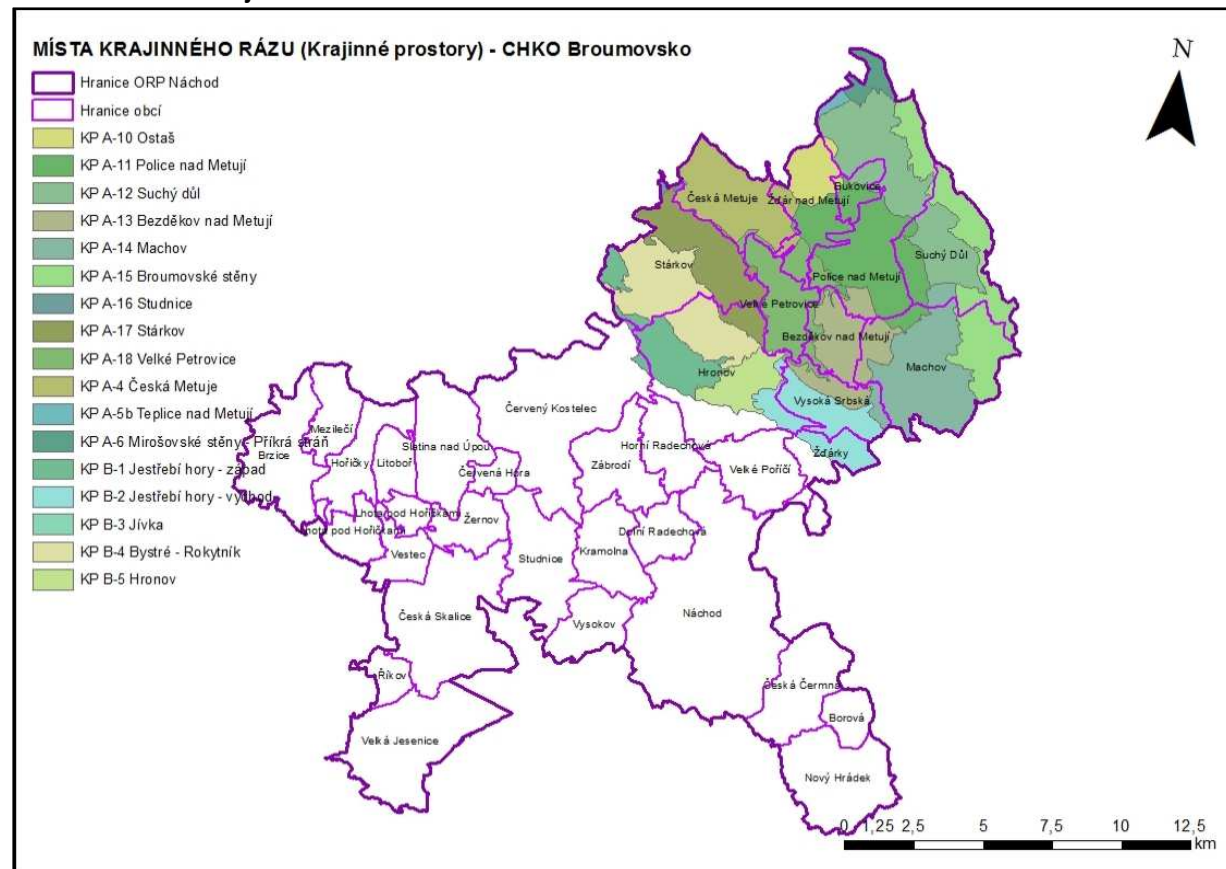 MÍSTA KRAJINNÉHO RÁZU (Krajinné prostory) - CHKO Broumovsko
N
Hranice ORP Náchod
Hranice obcí
KP A-10 Ostaš
KP A-11 Police nad Metují
KP A-12 Suchý důl
KP A-13 Bezděkov nad Metují
KP A-14 Machov
KP A-15 Broumovské stěny
KP A-16 Studnice
KP A-17 Stárkov
KP A-18 Velké Petrovice
KP A-4 Česká Metuje
KP A-5b Teplice nad Metují
KP A-6 Mirošovské stěny - Příkrá stráň
KP B-1 Jestřebí hory - západ
KP B-2 Jestřebí hory - východ
KP B-3 Jívka
KP B-4 Bystré - Rokytník
KP B-5 Hronov
Bukovice
Česká Metuje
Žďár nad Metují
Suchý Důl
Stárkov
Police nad Metují
Velké Petrovice
Bezděkov nad Metují
Machov
Hronov
Vysoká Srbská
Červený Kostelec
Mezilečí
Brzice
Slatina nad Úpou
Horní Radechová
Žďárky
Hořičky
Litoboř
Červená Hora
Zábrodí
Velké Poříčí
Lhota pod Hořičkami
Lhota pod Hořičkami
Žernov
Dolní Radechová
Vestec
Studnice
Kramolna
Česká Skalice
Vysokov
Náchod
Říkov
Česká Čermná
Borová
Velká Jesenice
Nový Hrádek
0 1,25 2,5 5 7,5 10 12,5
km